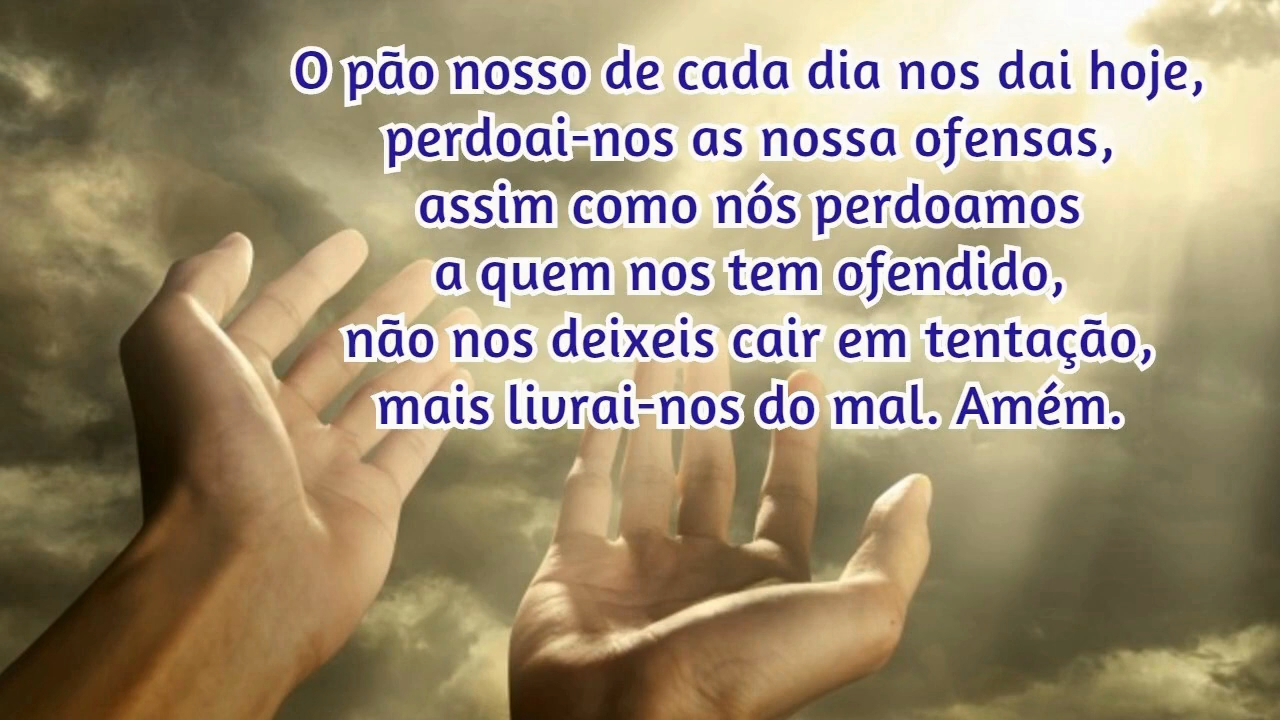 O pão nosso de cada dia nos dai hoje,
perdoai-nos as nossa ofensas,
assim como nós perdoamos
a quem nos tem ofendido,
não nos deixeis cair em tentação,
mais livrai-nos do mal. Amém.